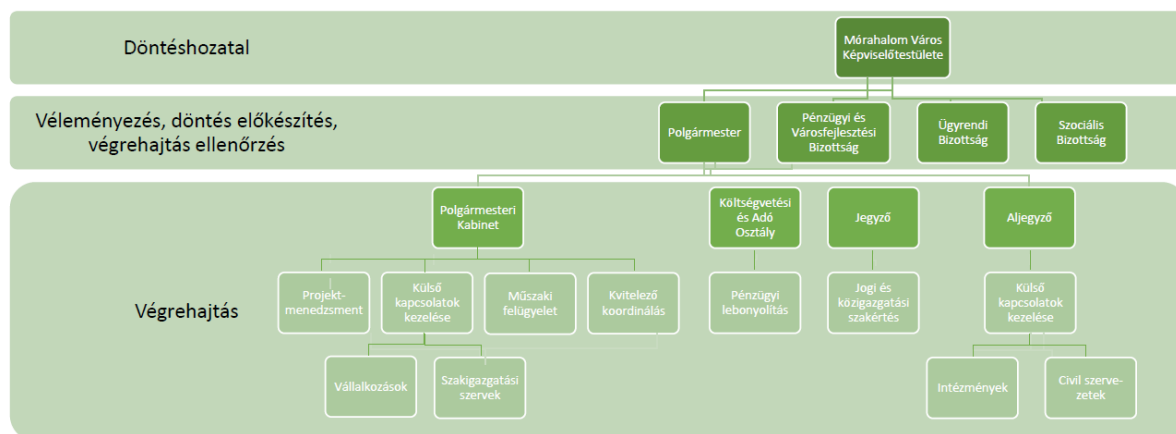 Döntéshozatal
Mórahalom Város
Képviselőtestülete
Véleményezés, döntés előkészítés,
végrehajtás ellenőrzés
Polgármester
Pénzügyi és
Városfejlesztési
Bizottság
Ügyrendi
Bizottság
Szociális
Bizottság
Végrehajtás
Polgármesteri
Kabinet
Költségvetési
és Adó
Osztály
Jegyző
Aljegyző
Projekt-
menedzsment
Külső
kapcsolatok
kezelése
Műszaki
felügyelet
Kvitelező
koordinálás
Pénzügyi
lebonyolítás
Jogi és
közigazgatási
szakértés
Külső
kapcsolatok
kezelése
Vállalkozások
Szakigazgatási
szervek
Intézmények
Civil szerve-
zetek